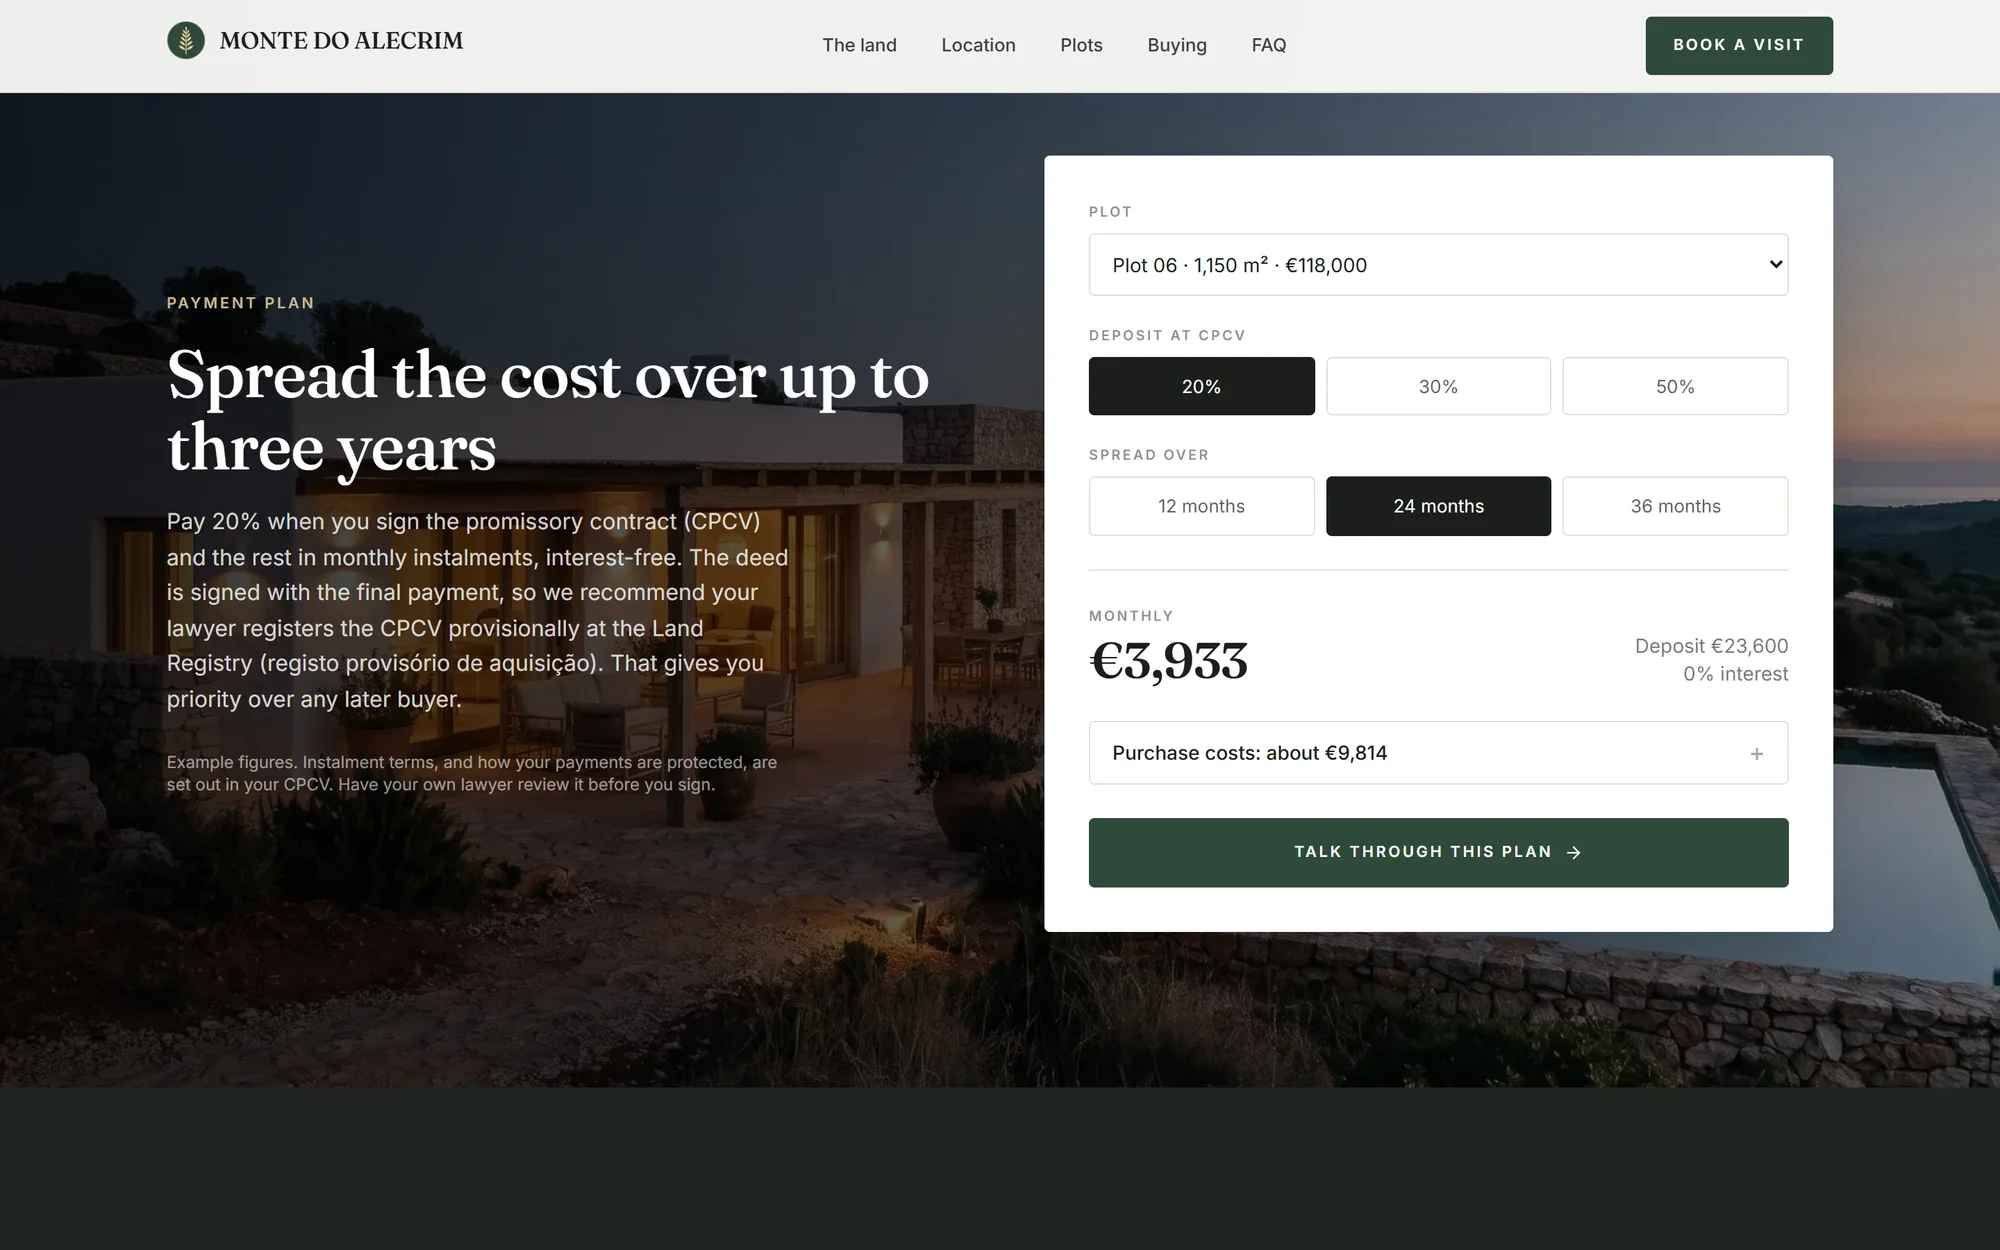 MONTE DO ALECRIM
The land
Location
Plots
Buying
FAQ
BOOK A VISIT
PAYMENT PLAN
Spread the cost over up to
three years
Pay 20% when you sign the promissory contract (CPCV)
and the rest in monthly instalments, interest-free. The deed
is signed with the final payment, so we recommend your
lawyer registers the CPCV provisionally at the Land
Registry (registo provisório de aquisição). That gives you
priority over any later buyer.
Example figures. Instalment terms, and how your payments are protected, are
set out in your CPCV. Have your own lawyer review it before you sign.
PLOT
Plot 06 · 1,150 m² · €118,000
DEPOSIT AT CPCV
20%
30%
50%
SPREAD OVER
12 months
24 months
36 months
MONTHLY
€3,933
Deposit €23,600
0% interest
Purchase costs: about €9,814
+
TALK THROUGH THIS PLAN →